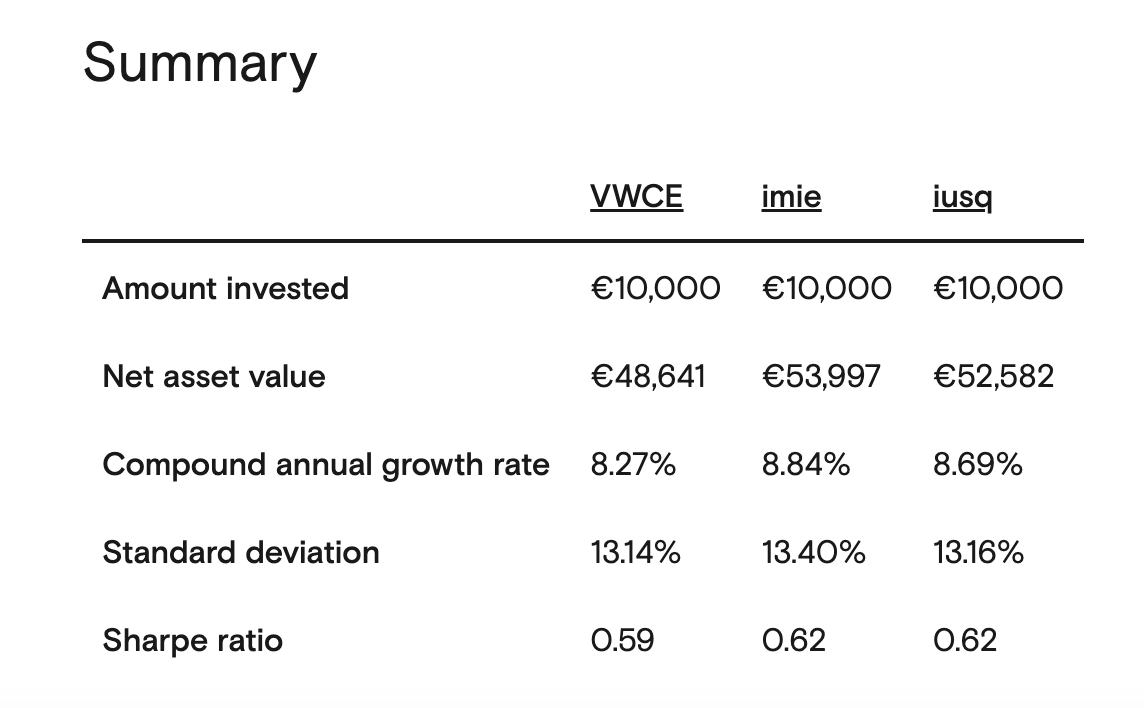 Summary
VWCE imie iusq
Amount invested €10,000 €10,000 €10,000
Net asset value €48,641 €53,997 €52,582
Compound annual growth rate 8.27% 8.84% 8.69%
Standard deviation 13.14% 13.40% 13.16%
Sharpe ratio 0.59 0.62 0.62